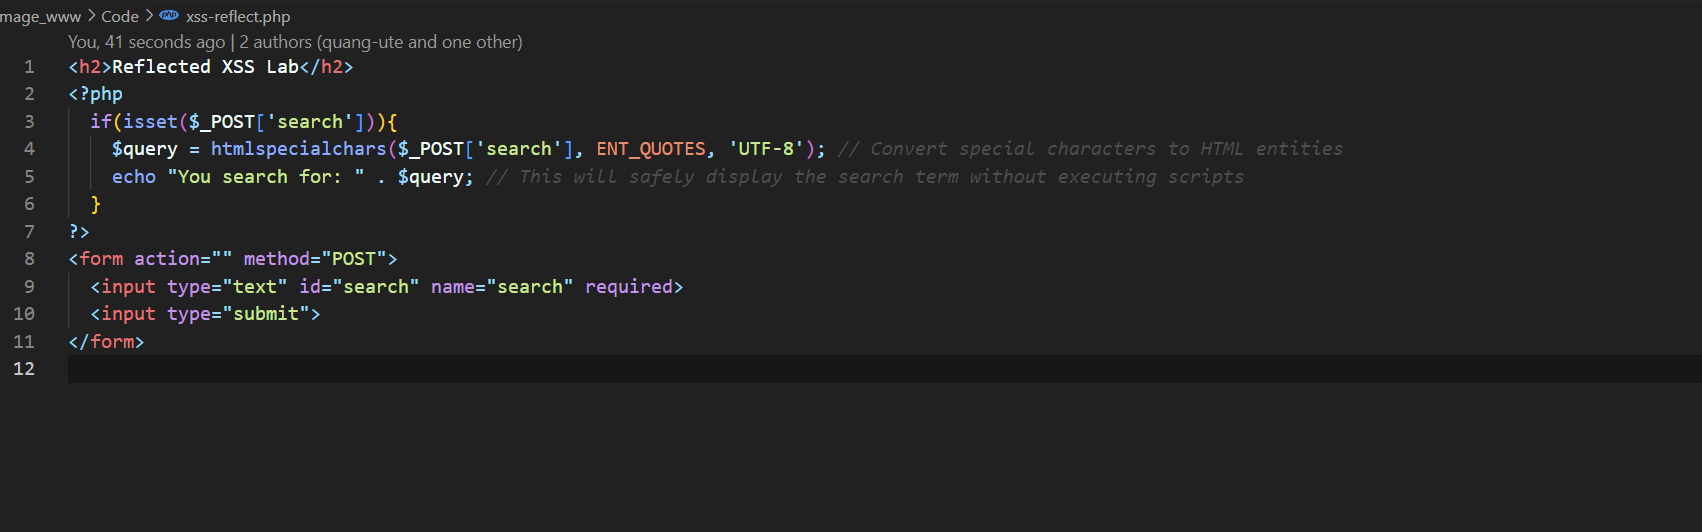 mage_www > Code > php xss-reflect.php
You, 41 seconds ago | 2 authors (quang-ute and one other)
1 <h2>Reflected XSS Lab</h2>
2 <?php
3 if(isset($_POST['search'])){
4 $query = htmlspecialchars($_POST['search'], ENT_QUOTES, 'UTF-8'); // Convert special characters to HTML entities
5 echo "You search for: " . $query; // This will safely display the search term without executing scripts
6 }
7 ?>
8 <form action="" method="POST">
9 <input type="text" id="search" name="search" required>
10 <input type="submit">
11 </form>
12